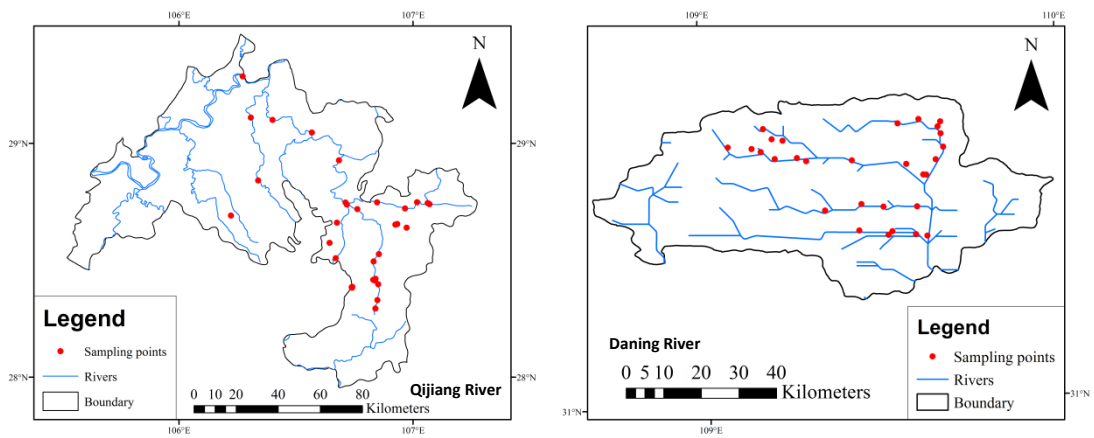 106°E 107°E
N
29°N 29°N
Legend
Sampling points
Rivers
Boundary
28°N 28°N
Qijiang River
0 20 40 60 80
Kilometers
106°E 107°E
109°E 110°E
N
Daning River
0 5 10 20 30 40
Kilometers
Legend
Sampling points
Rivers
Boundary
31°N 31°N
109°E